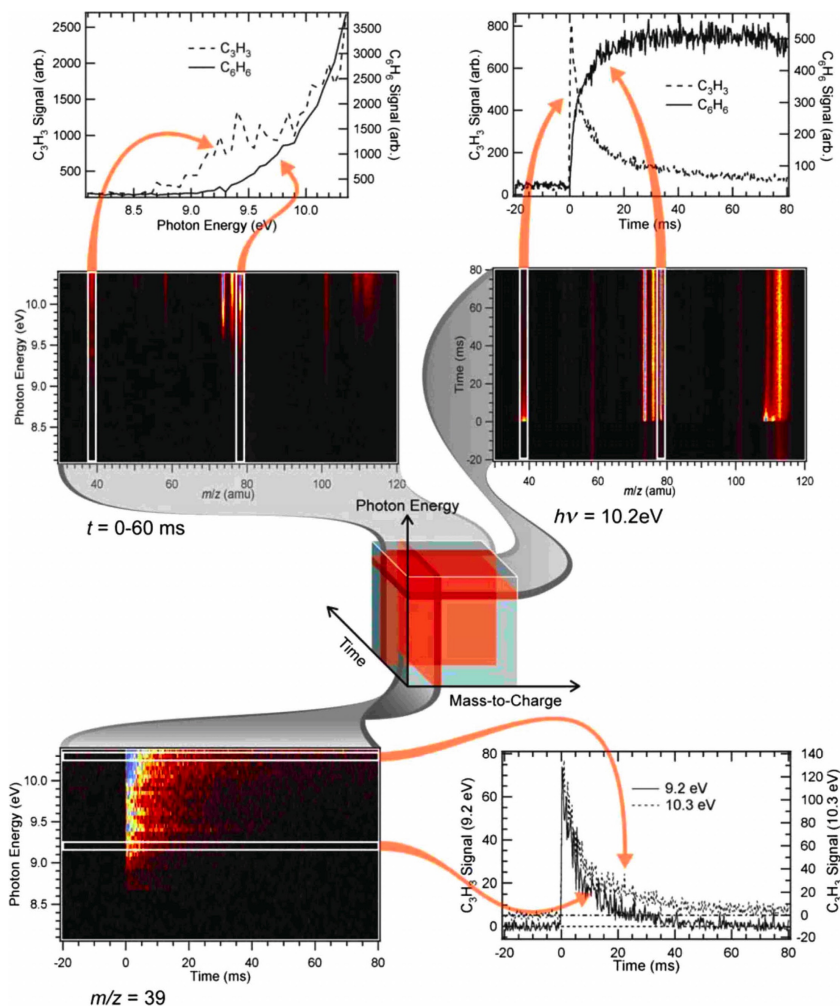 2500
2000
1500
1000
500
C₃H₃ Signal (arb.)
C₃H₃
C₆H₆
3500
3000
2500
2000
1500
1000
500
C₆H₆ Signal (arb.)
8.5 9.0 9.5 10.0
Photon Energy (eV)
800
600
400
200
0
C₃H₃ Signal (arb.)
C₃H₃
C₆H₆
500
400
300
200
100
C₆H₆ Signal (arb.)
-20 0 20 40 60 80
Time (ms)
10.0
9.5
9.0
8.5
Photon Energy (eV)
40 60 80 100 120
m/z (amu)
t = 0-60 ms
80
60
40
20
0
-20
Time (ms)
40 60 80 100 120
m/z (amu)
hν = 10.2eV
Photon Energy
Time
Mass-to-Charge
10.0
9.5
9.0
8.5
Photon Energy (eV)
-20 0 20 40 60 80
Time (ms)
m/z = 39
80
60
40
20
0
C₃H₃ Signal (9.2 eV)
9.2 eV
10.3 eV
140
120
100
80
60
40
20
0
-20
C₃H₃ Signal (10.3 eV)
-20 0 20 40 60 80
Time (ms)